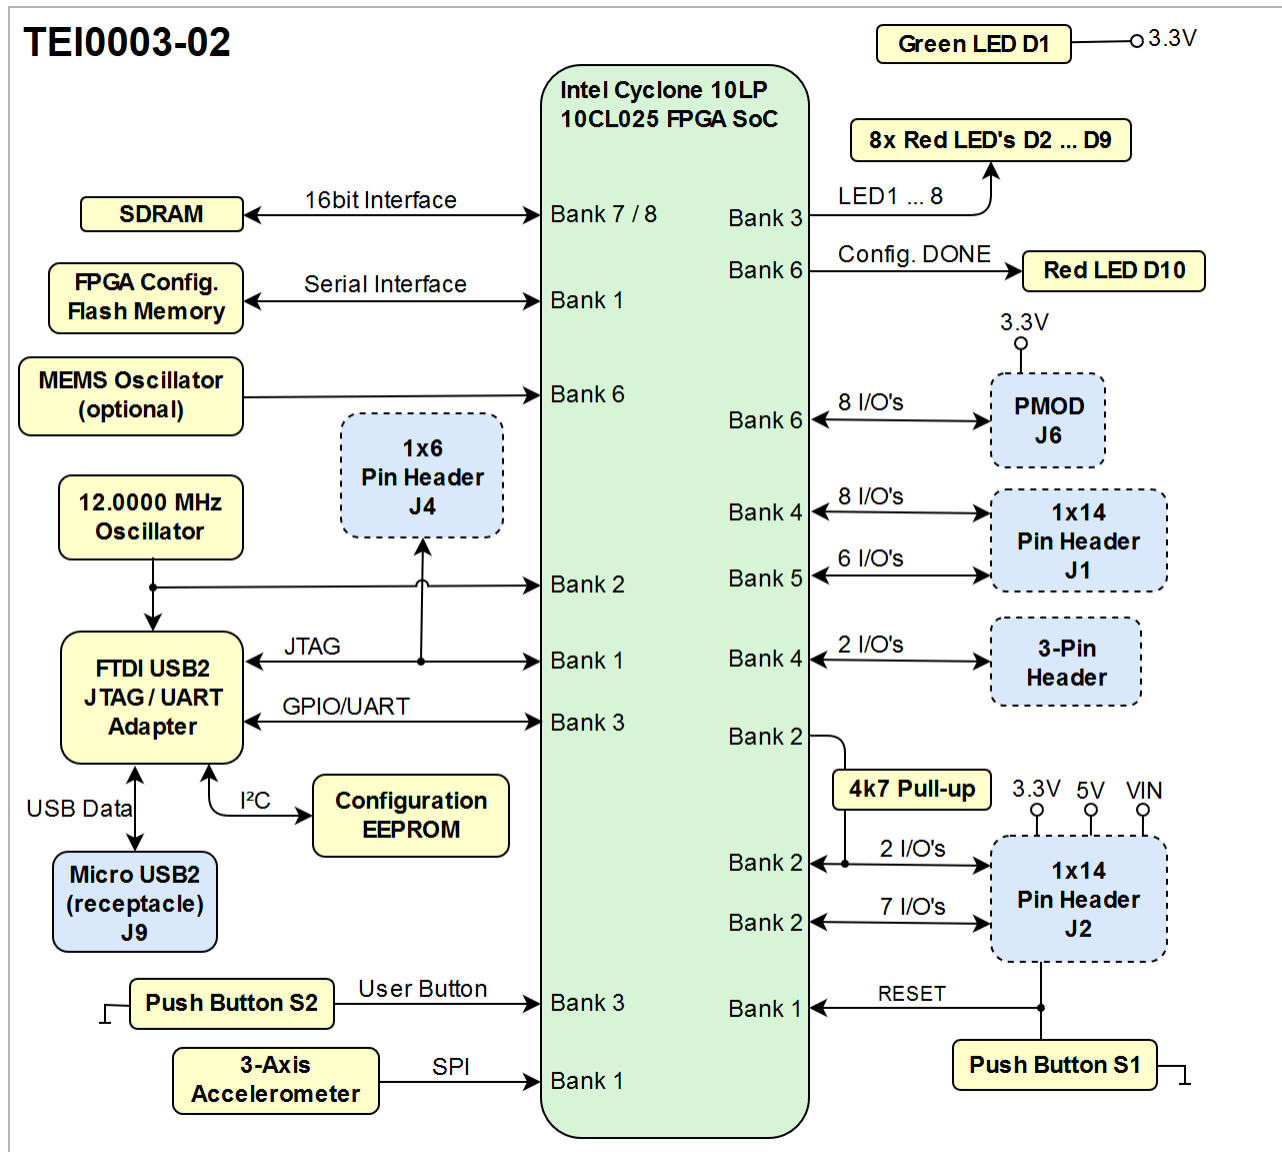 TEI0003-02
Green LED D1
3.3V
Intel Cyclone 10LP
10CL025 FPGA SoC
8x Red LED's D2 ... D9
SDRAM
16bit Interface
Bank 7 / 8
Bank 3
LED1 ... 8
FPGA Config.
Flash Memory
Serial Interface
Bank 1
Bank 6
Config. DONE
Red LED D10
MEMS Oscillator
(optional)
Bank 6
3.3V
Bank 6
8 I/O's
PMOD
J6
1x6
Pin Header
J4
12.0000 MHz
Oscillator
Bank 2
Bank 4
8 I/O's
Bank 5
6 I/O's
1x14
Pin Header
J1
FTDI USB2
JTAG / UART
Adapter
JTAG
Bank 1
GPIO/UART
Bank 3
Bank 4
2 I/O's
3-Pin
Header
Bank 2
4k7 Pull-up
3.3V
5V
VIN
USB Data
I²C
Configuration
EEPROM
Micro USB2
(receptacle)
J9
Bank 2
2 I/O's
Bank 2
7 I/O's
1x14
Pin Header
J2
Push Button S2
User Button
Bank 3
Bank 1
RESET
Push Button S1
3-Axis
Accelerometer
SPI
Bank 1